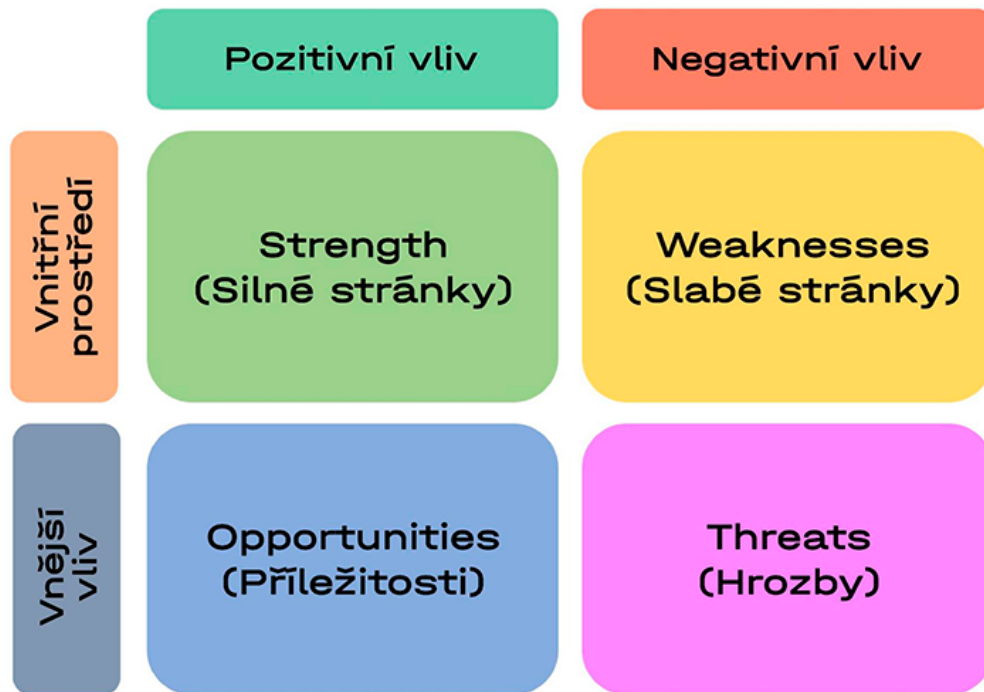 Pozitivní vliv
Negativní vliv
Vnitřní
prostředí
Strength
(Silné stránky)
Weaknesses
(Slabé stránky)
Vnější
vliv
Opportunities
(Příležitosti)
Threats
(Hrozby)